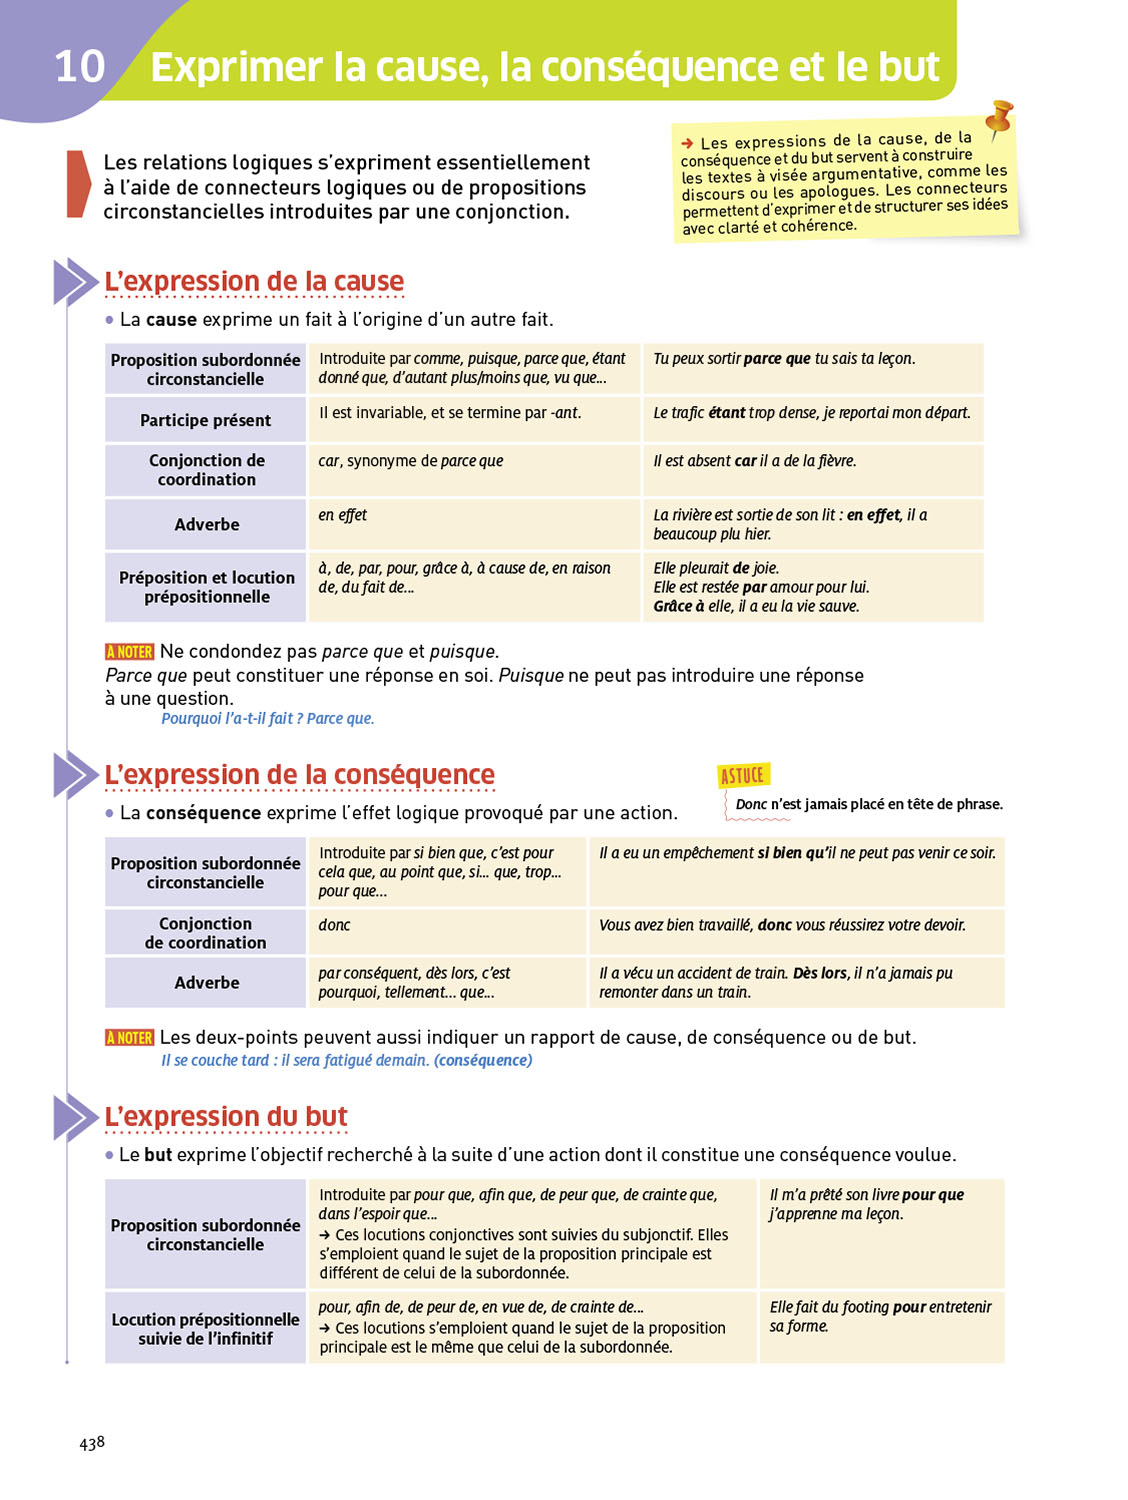 10 Exprimer la cause, la conséquence et le but
Les relations logiques s'expriment essentiellement
à l'aide de connecteurs logiques ou de propositions
circonstancielles introduites par une conjonction.
→ Les expressions de la cause, de la
conséquence et du but servent à construire
les textes à visée argumentative, comme les
discours ou les apologues. Les connecteurs
permettent d'exprimer et de structurer ses idées
avec clarté et cohérence.
L'expression de la cause
• La cause exprime un fait à l'origine d'un autre fait.
Proposition subordonnée
circonstancielle
Introduite par comme, puisque, parce que, étant
donné que, d'autant plus/moins que, vu que...
Tu peux sortir parce que tu sais ta leçon.
Participe présent
Il est invariable, et se termine par -ant.
Le trafic étant trop dense, je reportai mon départ.
Conjonction de
coordination
car, synonyme de parce que
Il est absent car il a de la fièvre.
Adverbe
en effet
La rivière est sortie de son lit : en effet, il a
beaucoup plu hier.
Préposition et locution
prépositionnelle
à, de, par, pour, grâce à, à cause de, en raison
de, du fait de...
Elle pleurait de joie.
Elle est restée par amour pour lui.
Grâce à elle, il a eu la vie sauve.
À NOTER Ne condondez pas parce que et puisque.
Parce que peut constituer une réponse en soi. Puisque ne peut pas introduire une réponse
à une question.
Pourquoi l'a-t-il fait ? Parce que.
L'expression de la conséquence
• La conséquence exprime l'effet logique provoqué par une action.
ASTUCE
Donc n'est jamais placé en tête de phrase.
Proposition subordonnée
circonstancielle
Introduite par si bien que, c'est pour
cela que, au point que, si... que, trop...
pour que...
Il a eu un empêchement si bien qu'il ne peut pas venir ce soir.
Conjonction
de coordination
donc
Vous avez bien travaillé, donc vous réussirez votre devoir.
Adverbe
par conséquent, dès lors, c'est
pourquoi, tellement... que...
Il a vécu un accident de train. Dès lors, il n'a jamais pu
remonter dans un train.
À NOTER Les deux-points peuvent aussi indiquer un rapport de cause, de conséquence ou de but.
Il se couche tard : il sera fatigué demain. (conséquence)
L'expression du but
• Le but exprime l'objectif recherché à la suite d'une action dont il constitue une conséquence voulue.
Proposition subordonnée
circonstancielle
Introduite par pour que, afin que, de peur que, de crainte que,
dans l'espoir que...
→ Ces locutions conjonctives sont suivies du subjonctif. Elles
s'emploient quand le sujet de la proposition principale est
différent de celui de la subordonnée.
Il m'a prêté son livre pour que
j'apprenne ma leçon.
Locution prépositionnelle
suivie de l'infinitif
pour, afin de, de peur de, en vue de, de crainte de...
→ Ces locutions s'emploient quand le sujet de la proposition
principale est le même que celui de la subordonnée.
Elle fait du footing pour entretenir
sa forme.
438